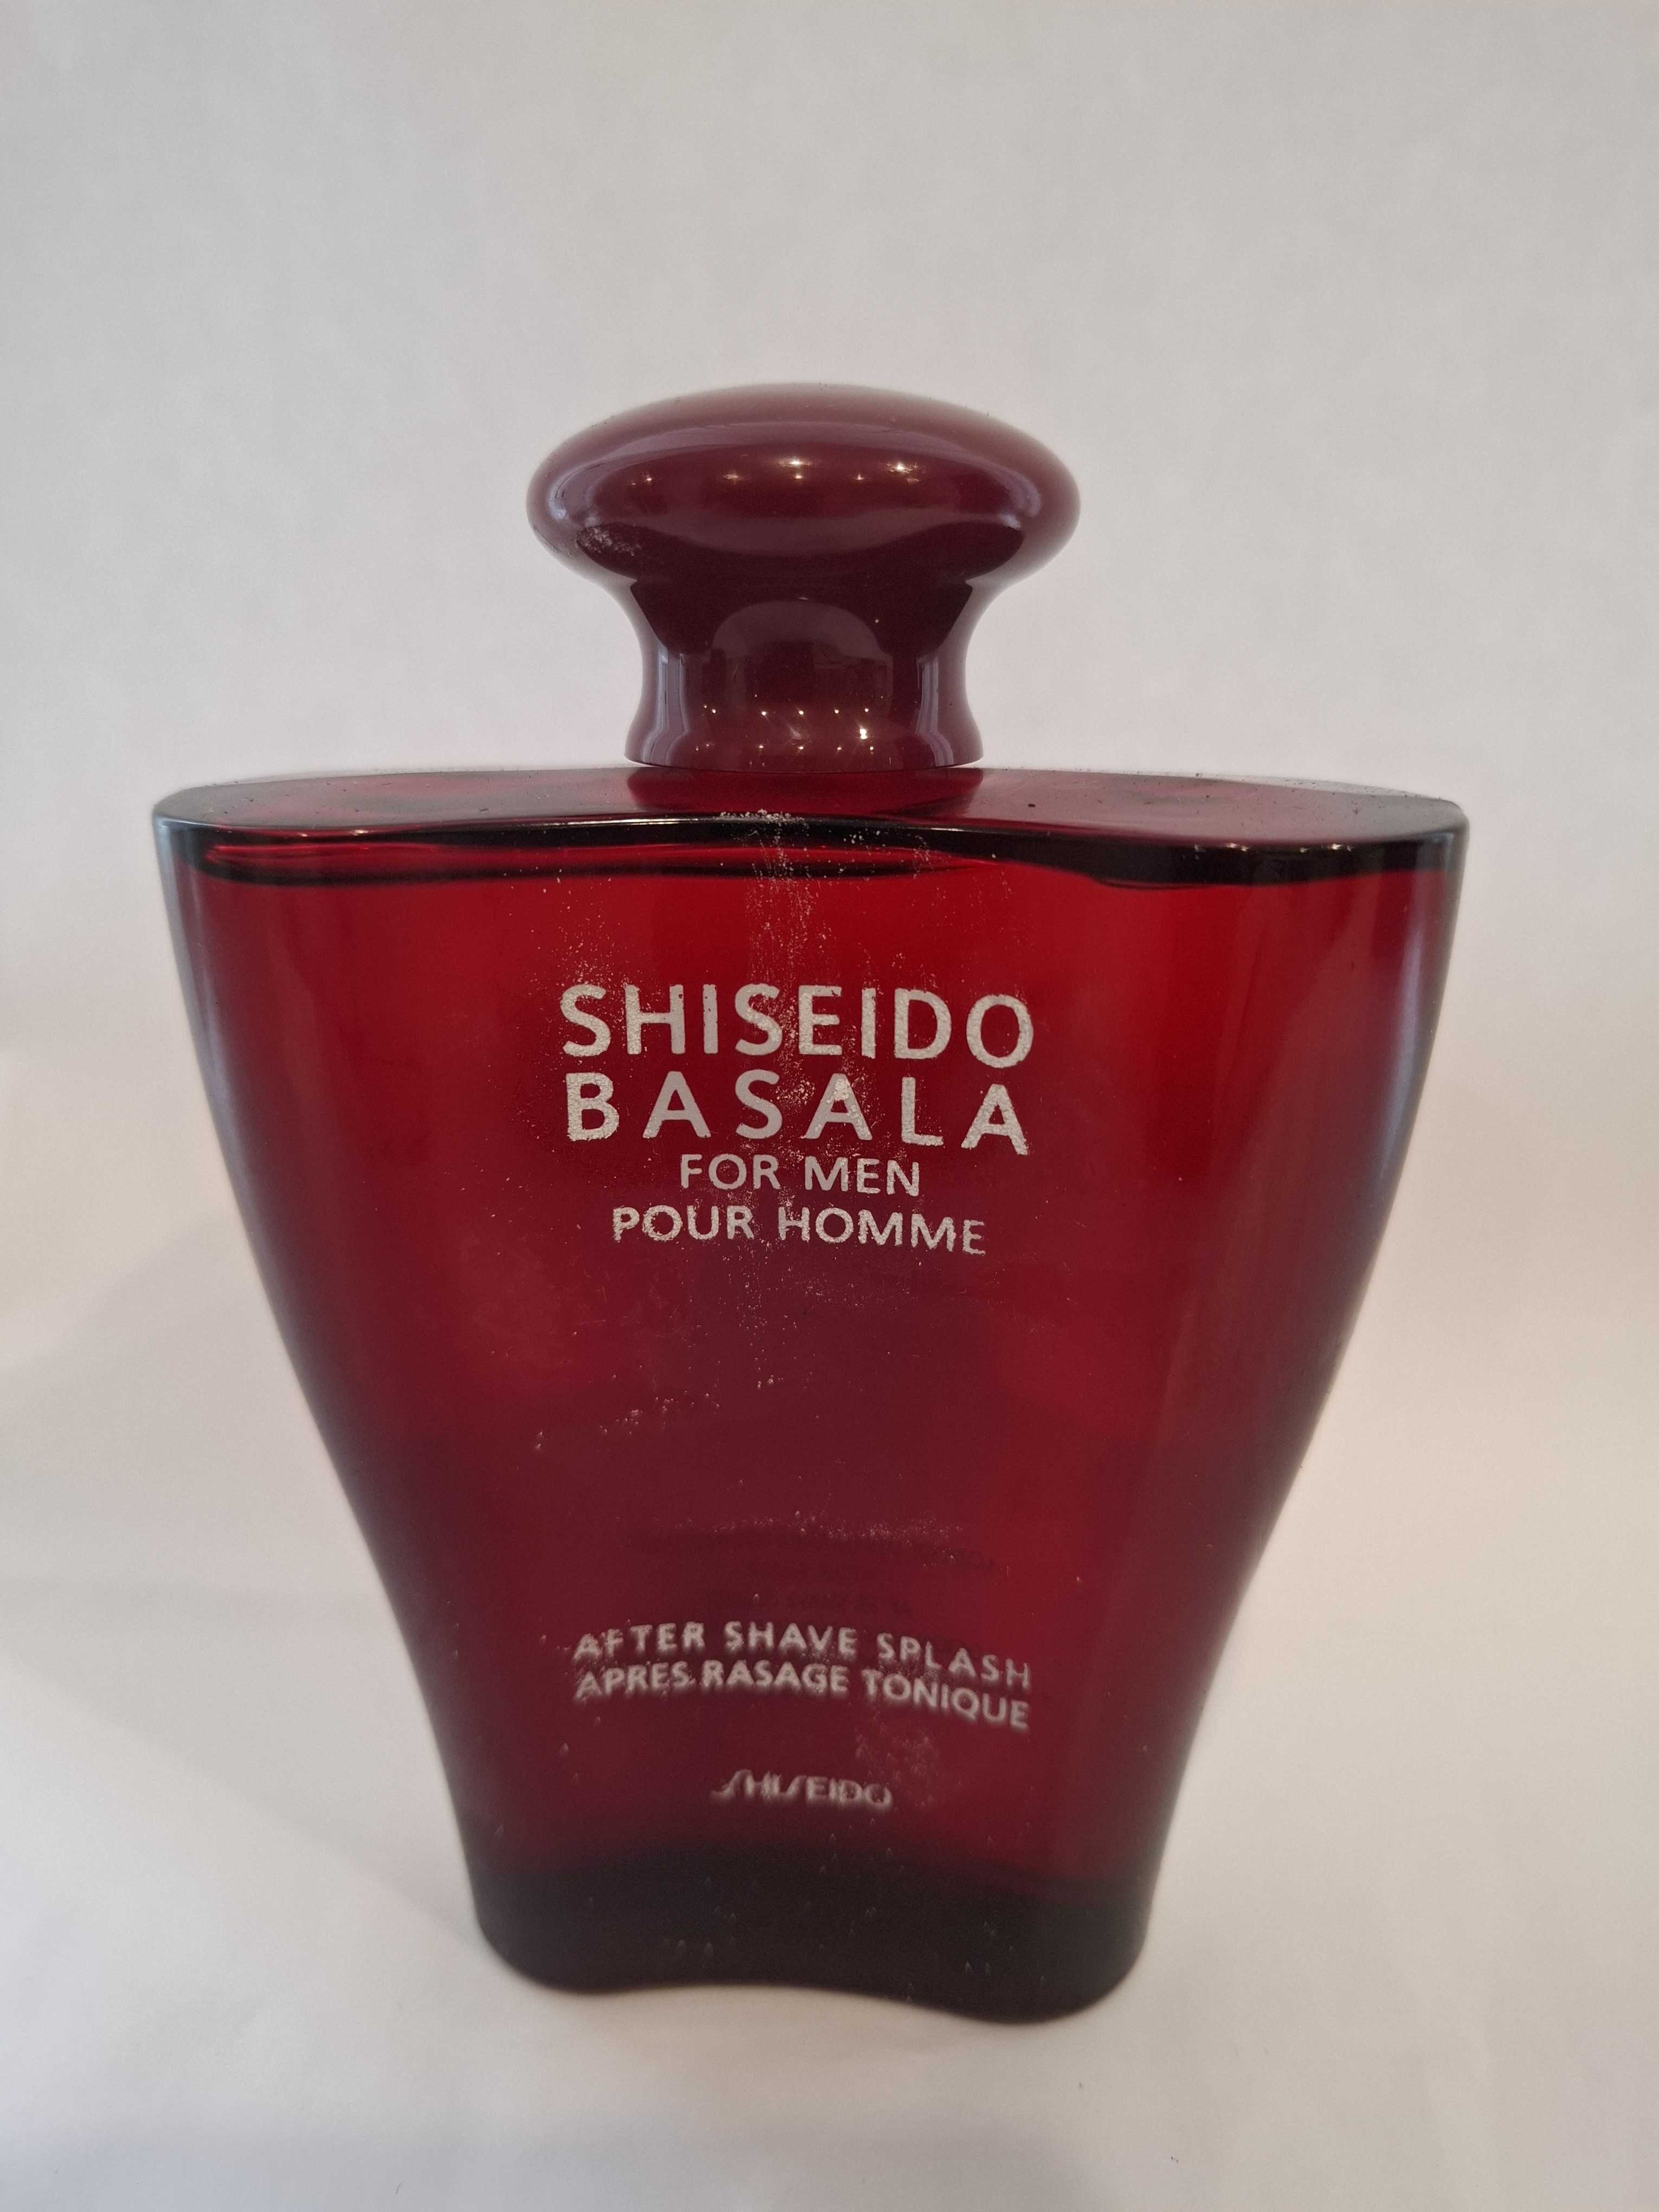 SHISEIDO
BASALA
FOR MEN
POUR HOMME
AFTER SHAVE SPLASH
APRES RASAGE TONIQUE
SHISEIDO